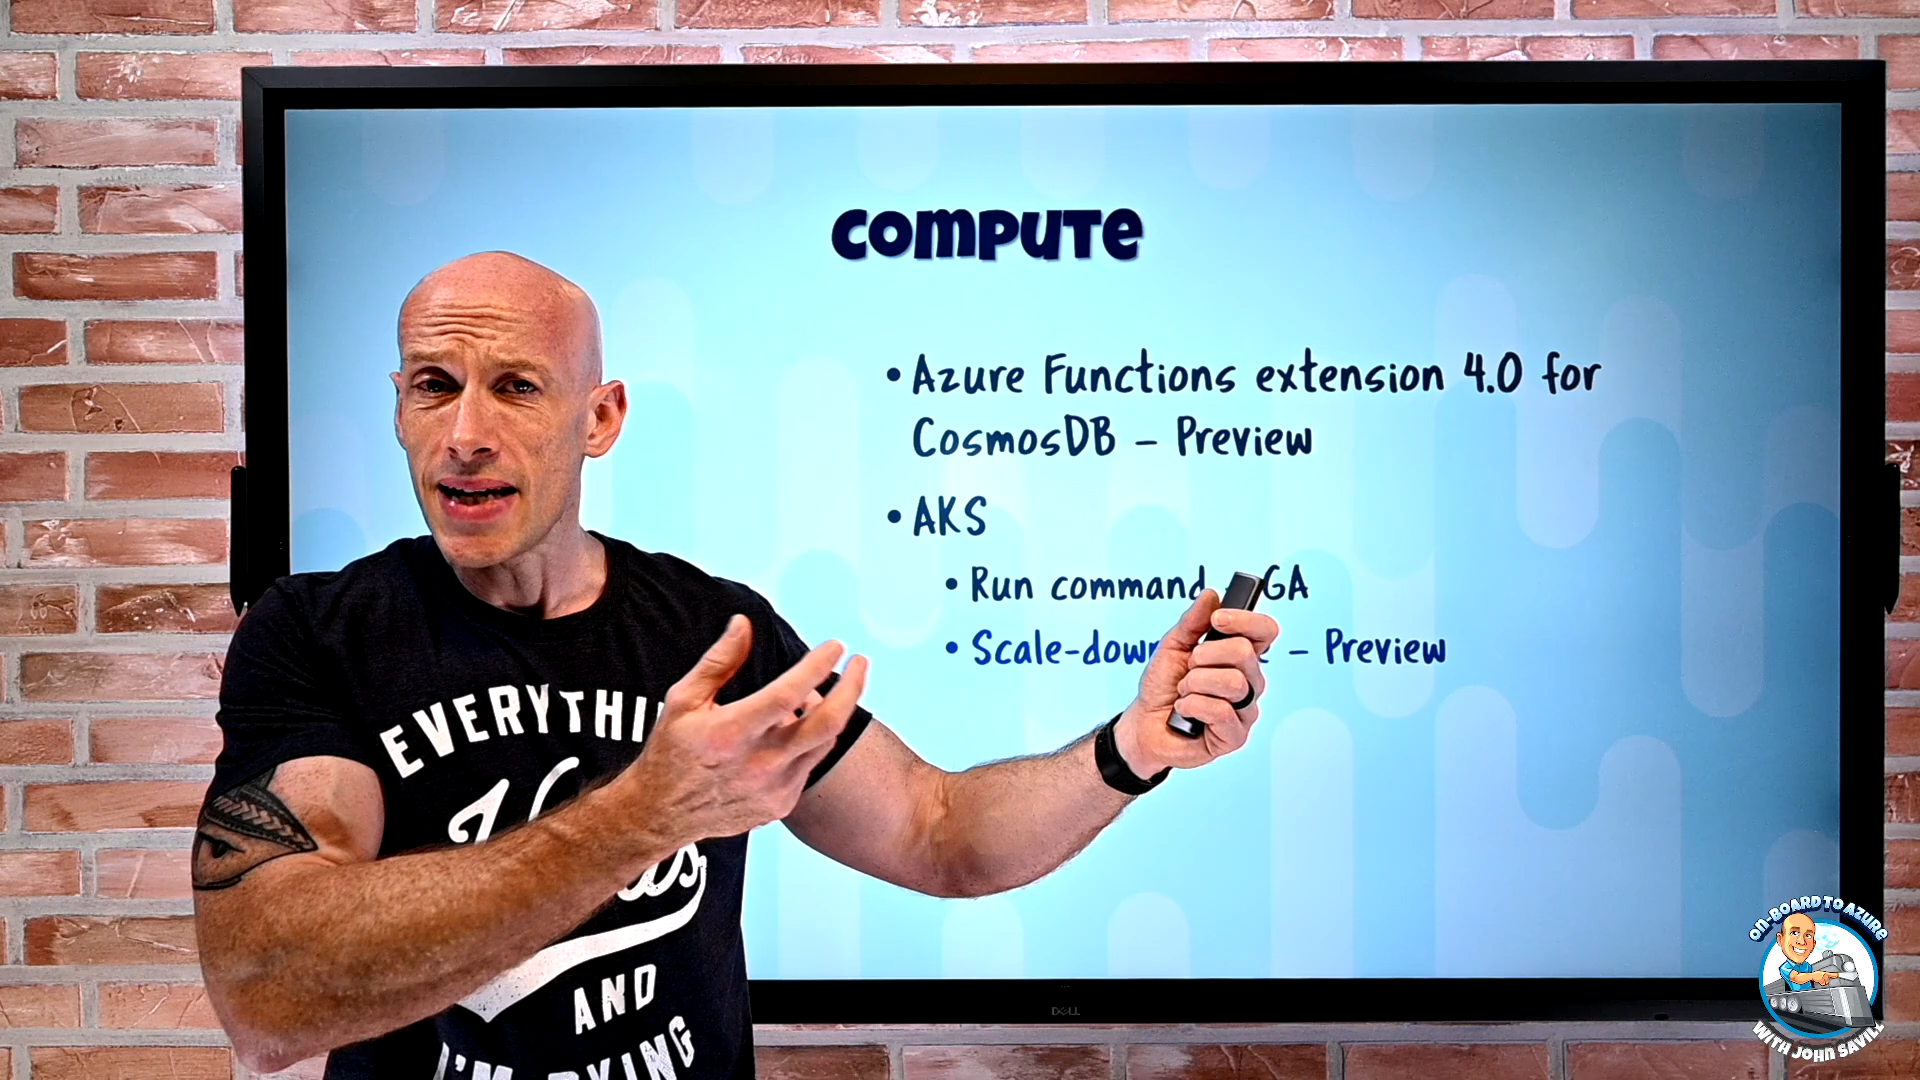 COMPUTE
• Azure Functions extension 4.0 for
CosmosDB – Preview
• AKS
• Run command - GA
• Scale-down – Preview
EVERYTHI
AND
I'M
DELL
ON-BOARD TO AZURE
WITH JOHN SAVILL